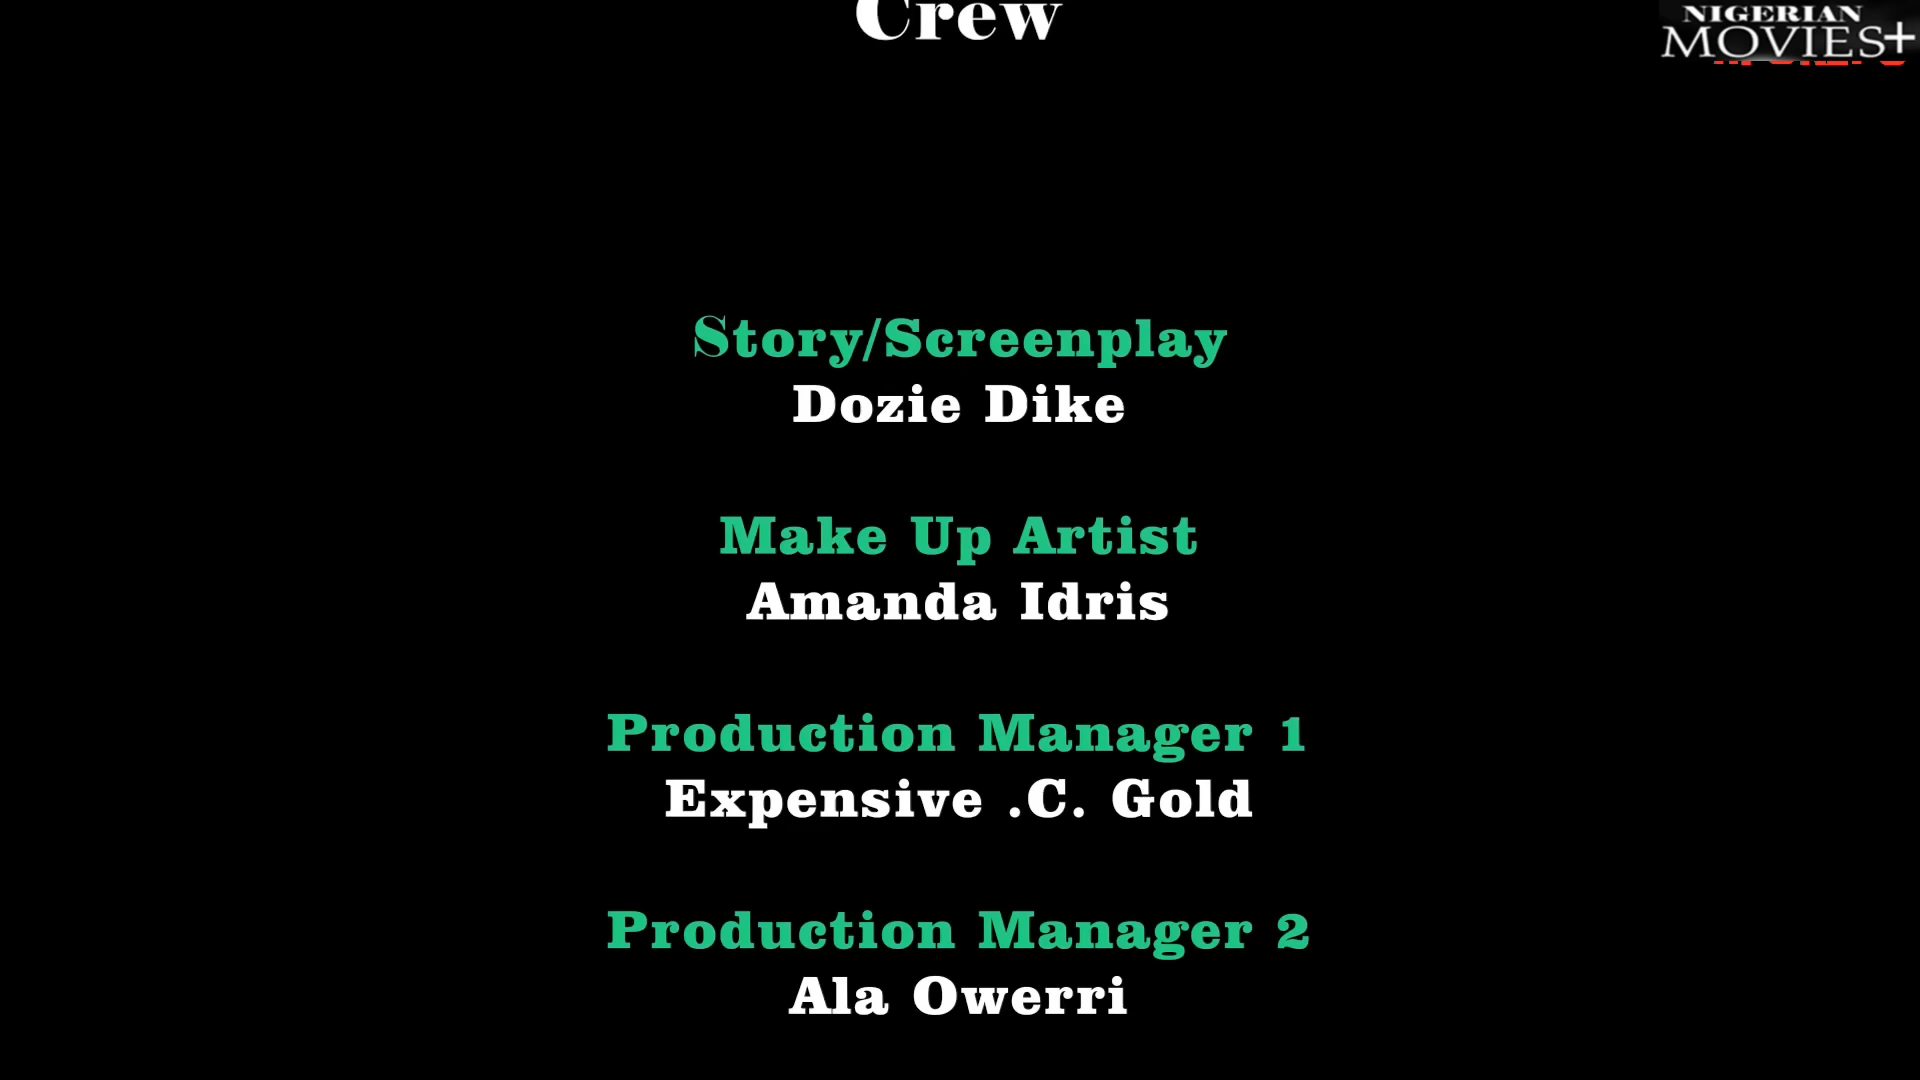 Crew
NIGERIAN
MOVIES+
Story/Screenplay
Dozie Dike
Make Up Artist
Amanda Idris
Production Manager 1
Expensive .C. Gold
Production Manager 2
Ala Owerri